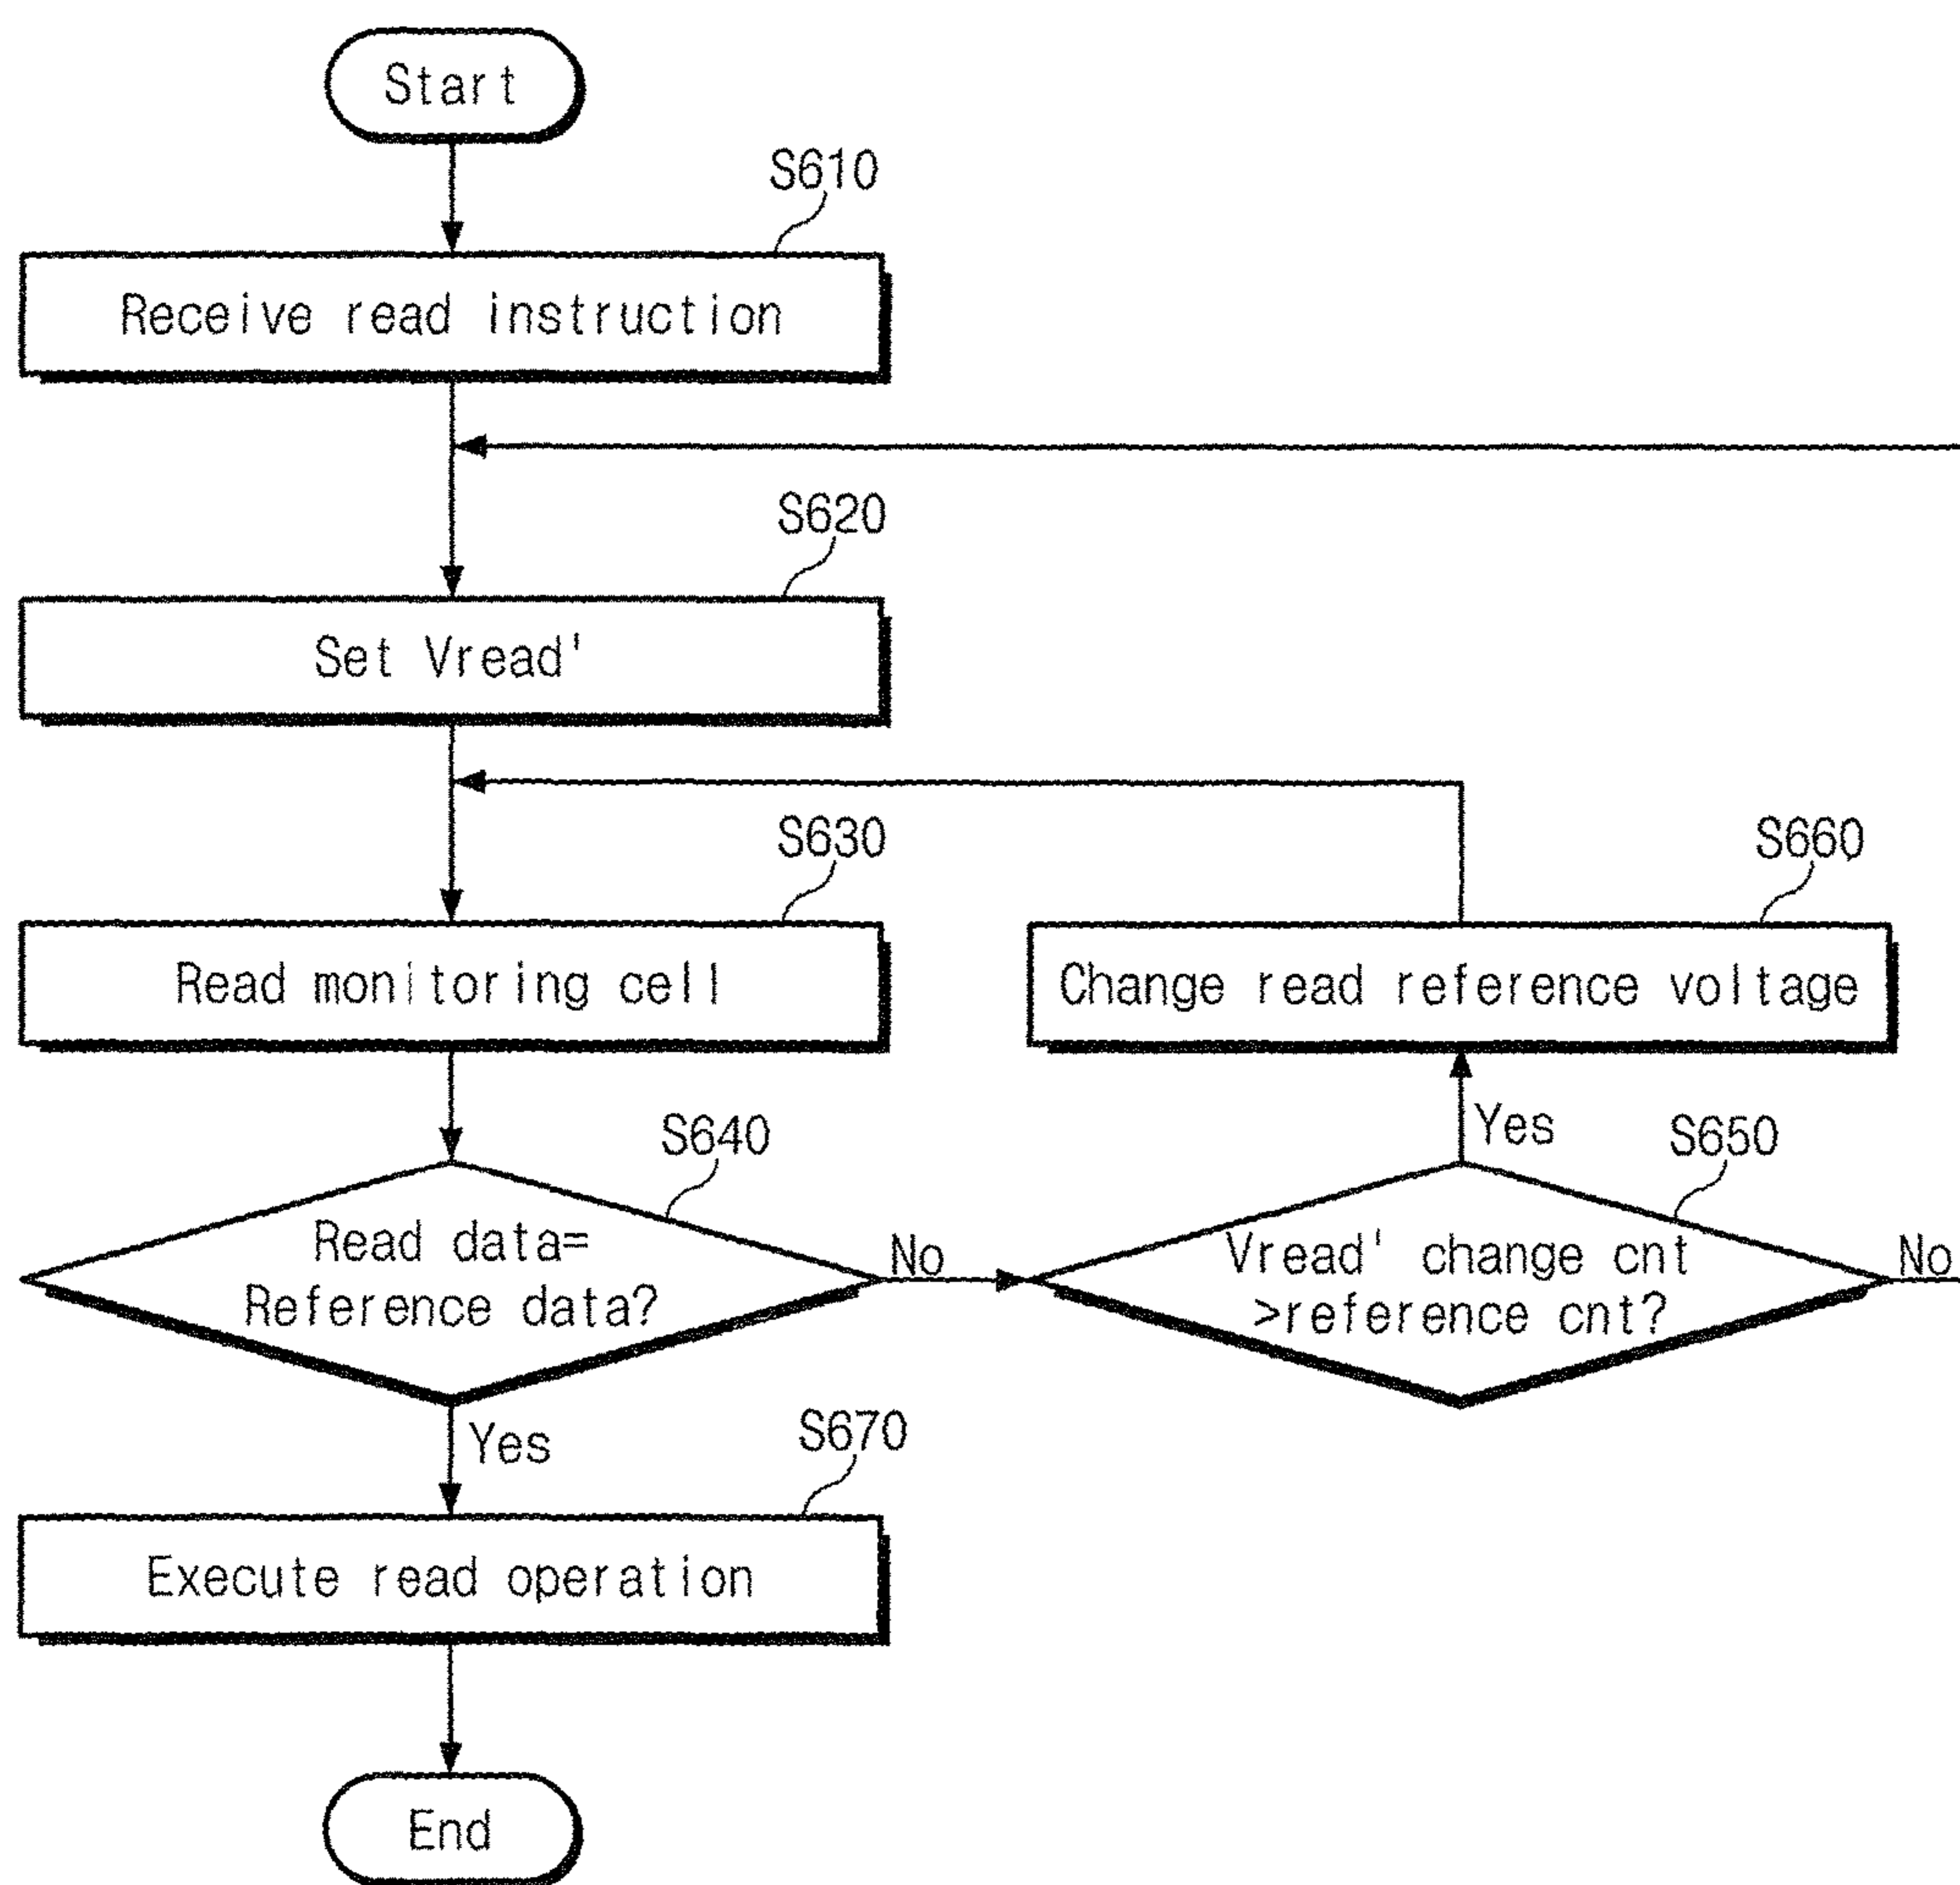 Start
S610
Receive read instruction
S620
Set Vread'
S630
Read monitoring cell
S660
Change read reference voltage
S640
Read data=
Reference data?
No
Yes
S650
Vread' change cnt
>reference cnt?
No
Yes
S670
Execute read operation
End